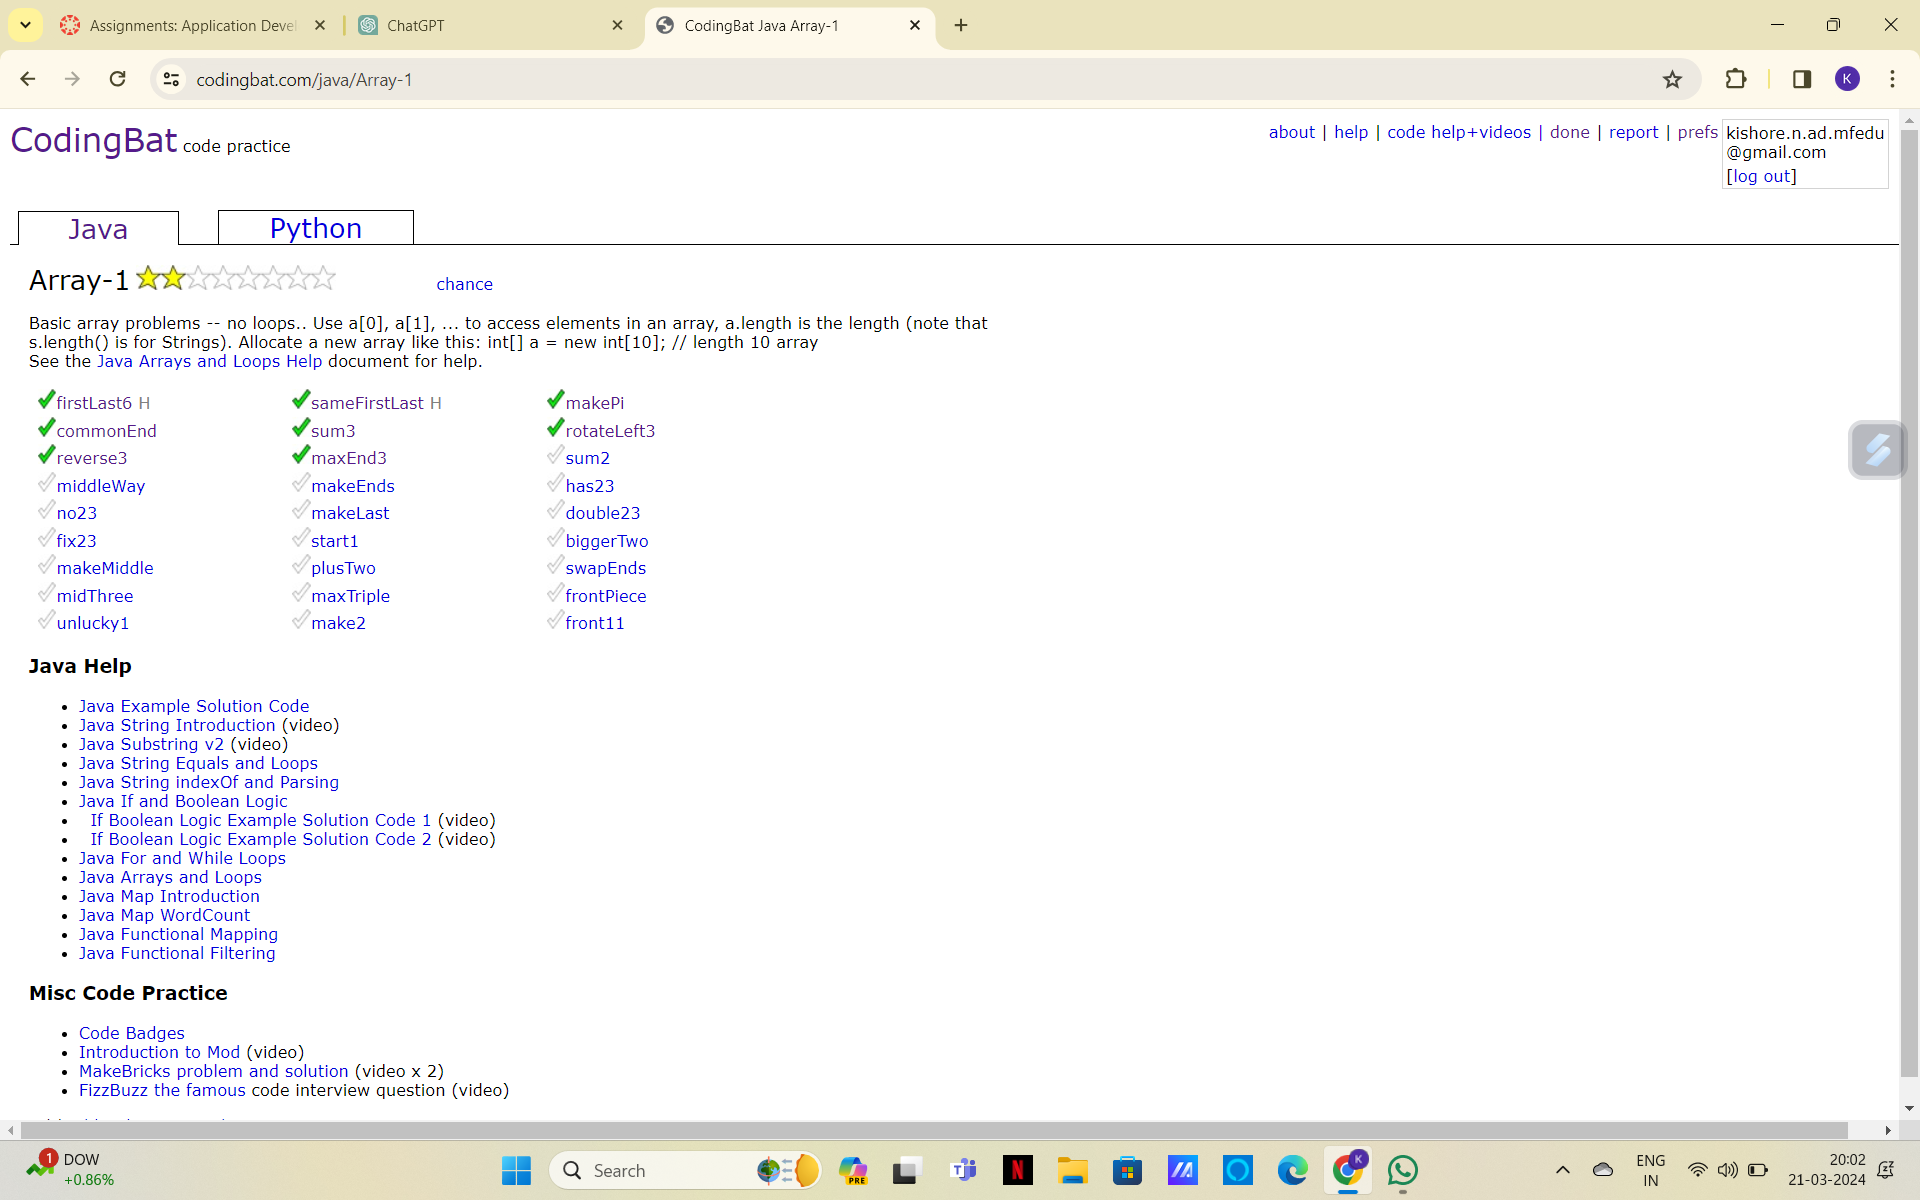 Assignments: Application Devel
ChatGPT
CodingBat Java Array-1
codingbat.com/java/Array-1
K
CodingBat code practice
about | help | code help+videos | done | report | prefs
kishore.n.ad.mfedu
@gmail.com
[log out]
Java
Python
Array-1
chance
Basic array problems -- no loops.. Use a[0], a[1], ... to access elements in an array, a.length is the length (note that
s.length() is for Strings). Allocate a new array like this: int[] a = new int[10]; // length 10 array
See the Java Arrays and Loops Help document for help.
firstLast6 H sameFirstLast H makePi
commonEnd sum3 rotateLeft3
reverse3 maxEnd3 sum2
middleWay makeEnds has23
no23 makeLast double23
fix23 start1 biggerTwo
makeMiddle plusTwo swapEnds
midThree maxTriple frontPiece
unlucky1 make2 front11
Java Help
Java Example Solution Code
Java String Introduction (video)
Java Substring v2 (video)
Java String Equals and Loops
Java String indexOf and Parsing
Java If and Boolean Logic
If Boolean Logic Example Solution Code 1 (video)
If Boolean Logic Example Solution Code 2 (video)
Java For and While Loops
Java Arrays and Loops
Java Map Introduction
Java Map WordCount
Java Functional Mapping
Java Functional Filtering
Misc Code Practice
Code Badges
Introduction to Mod (video)
MakeBricks problem and solution (video x 2)
FizzBuzz the famous code interview question (video)
1
DOW
+0.86%
Search
PRE
N
K
ENG
IN
20:02
21-03-2024